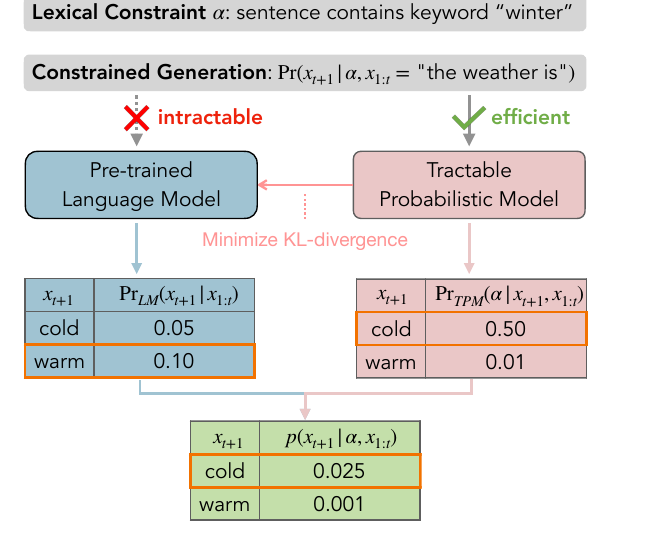 Lexical Constraint α: sentence contains keyword “winter”
Constrained Generation: Pr(x_{t+1} | α, x_{1:t} = "the weather is")
intractable
efficient
Pre-trained
Language Model
Tractable
Probabilistic Model
Minimize KL-divergence
x_{t+1} Pr_{LM}(x_{t+1} | x_{1:t})
cold 0.05
warm 0.10
x_{t+1} Pr_{TPM}(α | x_{t+1}, x_{1:t})
cold 0.50
warm 0.01
x_{t+1} p(x_{t+1} | α, x_{1:t})
cold 0.025
warm 0.001